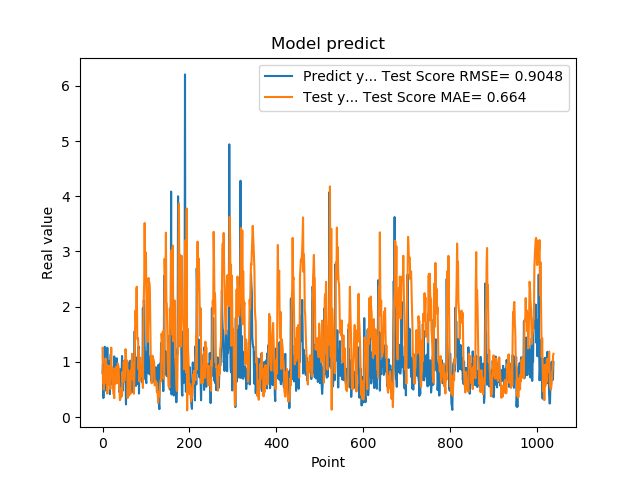 Model predict
Predict y... Test Score RMSE= 0.9048
Test y... Test Score MAE= 0.664
6
5
4
3
2
1
0
Real value
0 200 400 600 800 1000
Point